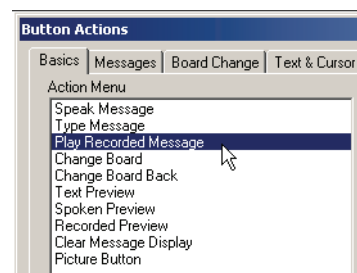 Button Actions
Basics Messages Board Change Text & Cursor
Action Menu
Speak Message
Type Message
Play Recorded Message
Change Board
Change Board Back
Text Preview
Spoken Preview
Recorded Preview
Clear Message Display
Picture Button